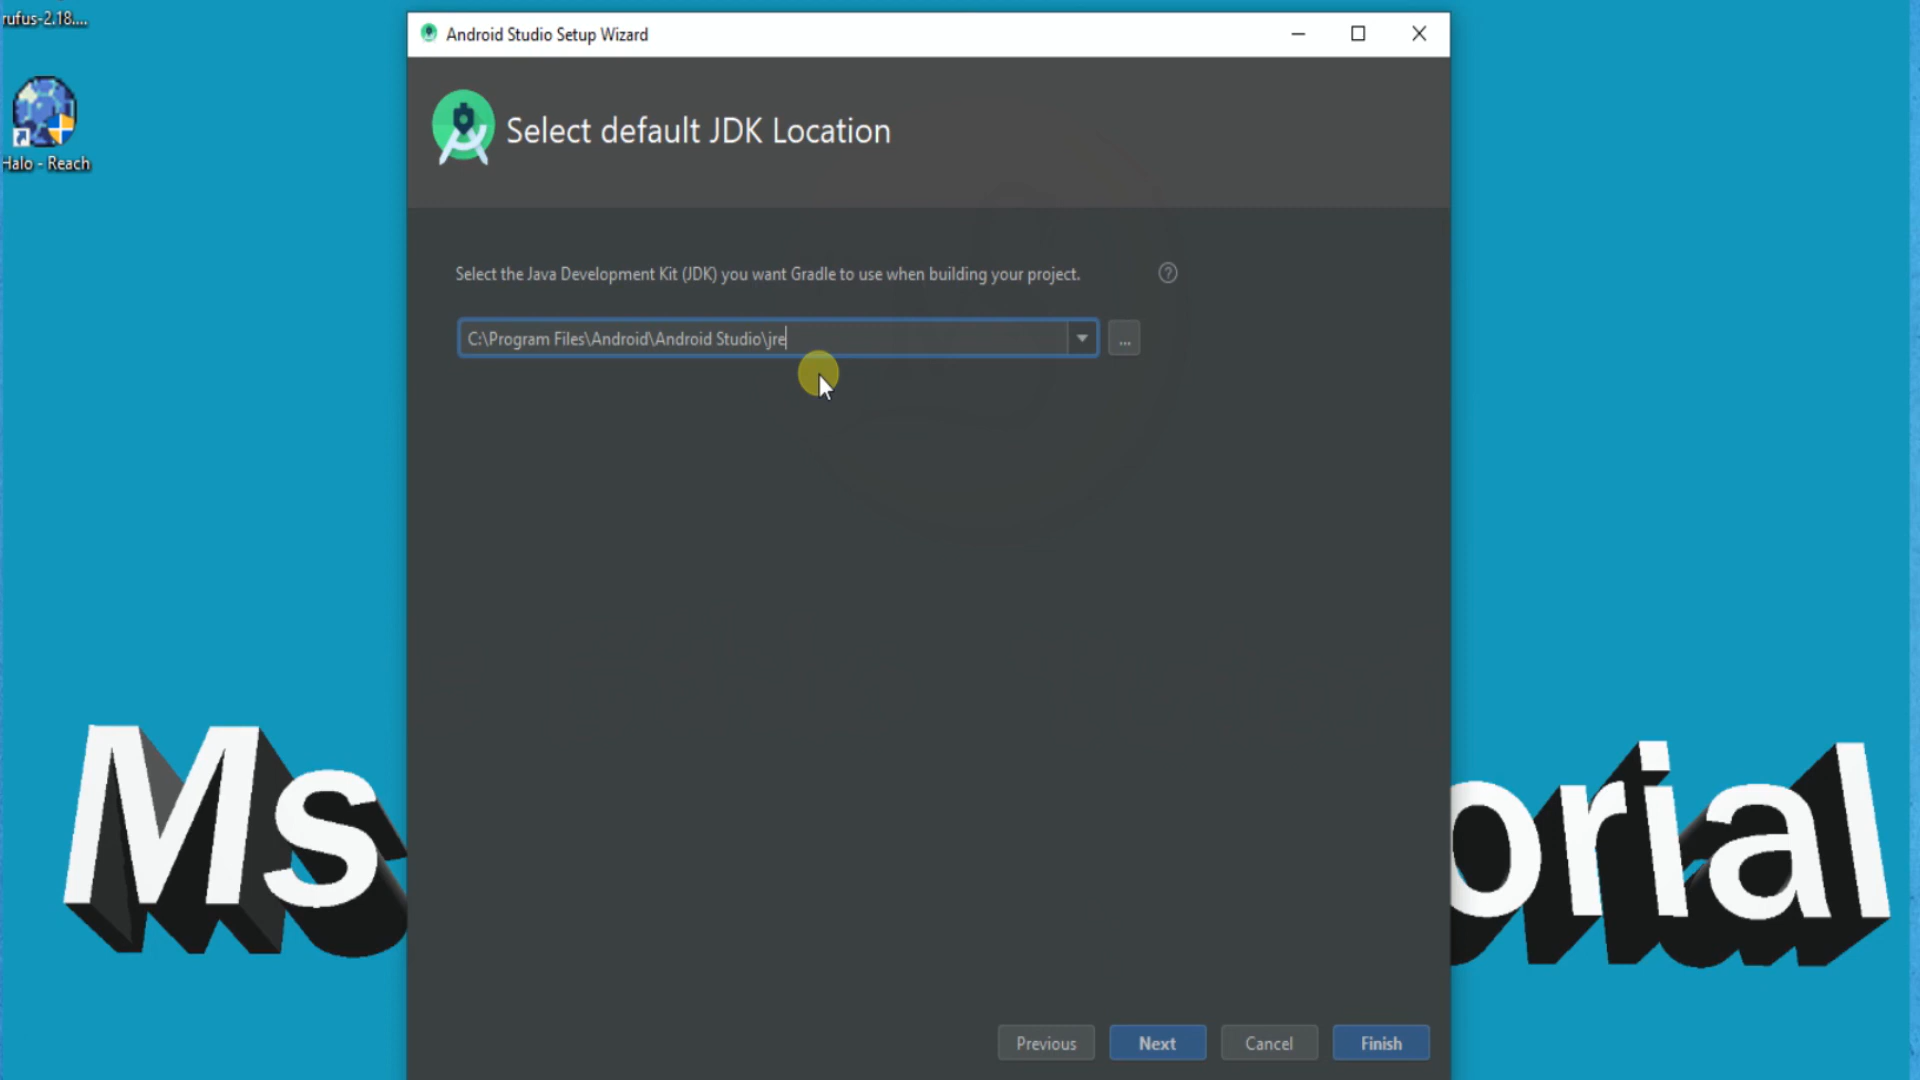 rufus-2.18....
Halo - Reach
Android Studio Setup Wizard
Select default JDK Location
Select the Java Development Kit (JDK) you want Gradle to use when building your project.
?
C:\Program Files\Android\Android Studio\jre
...
Ms
orial
Previous
Next
Cancel
Finish